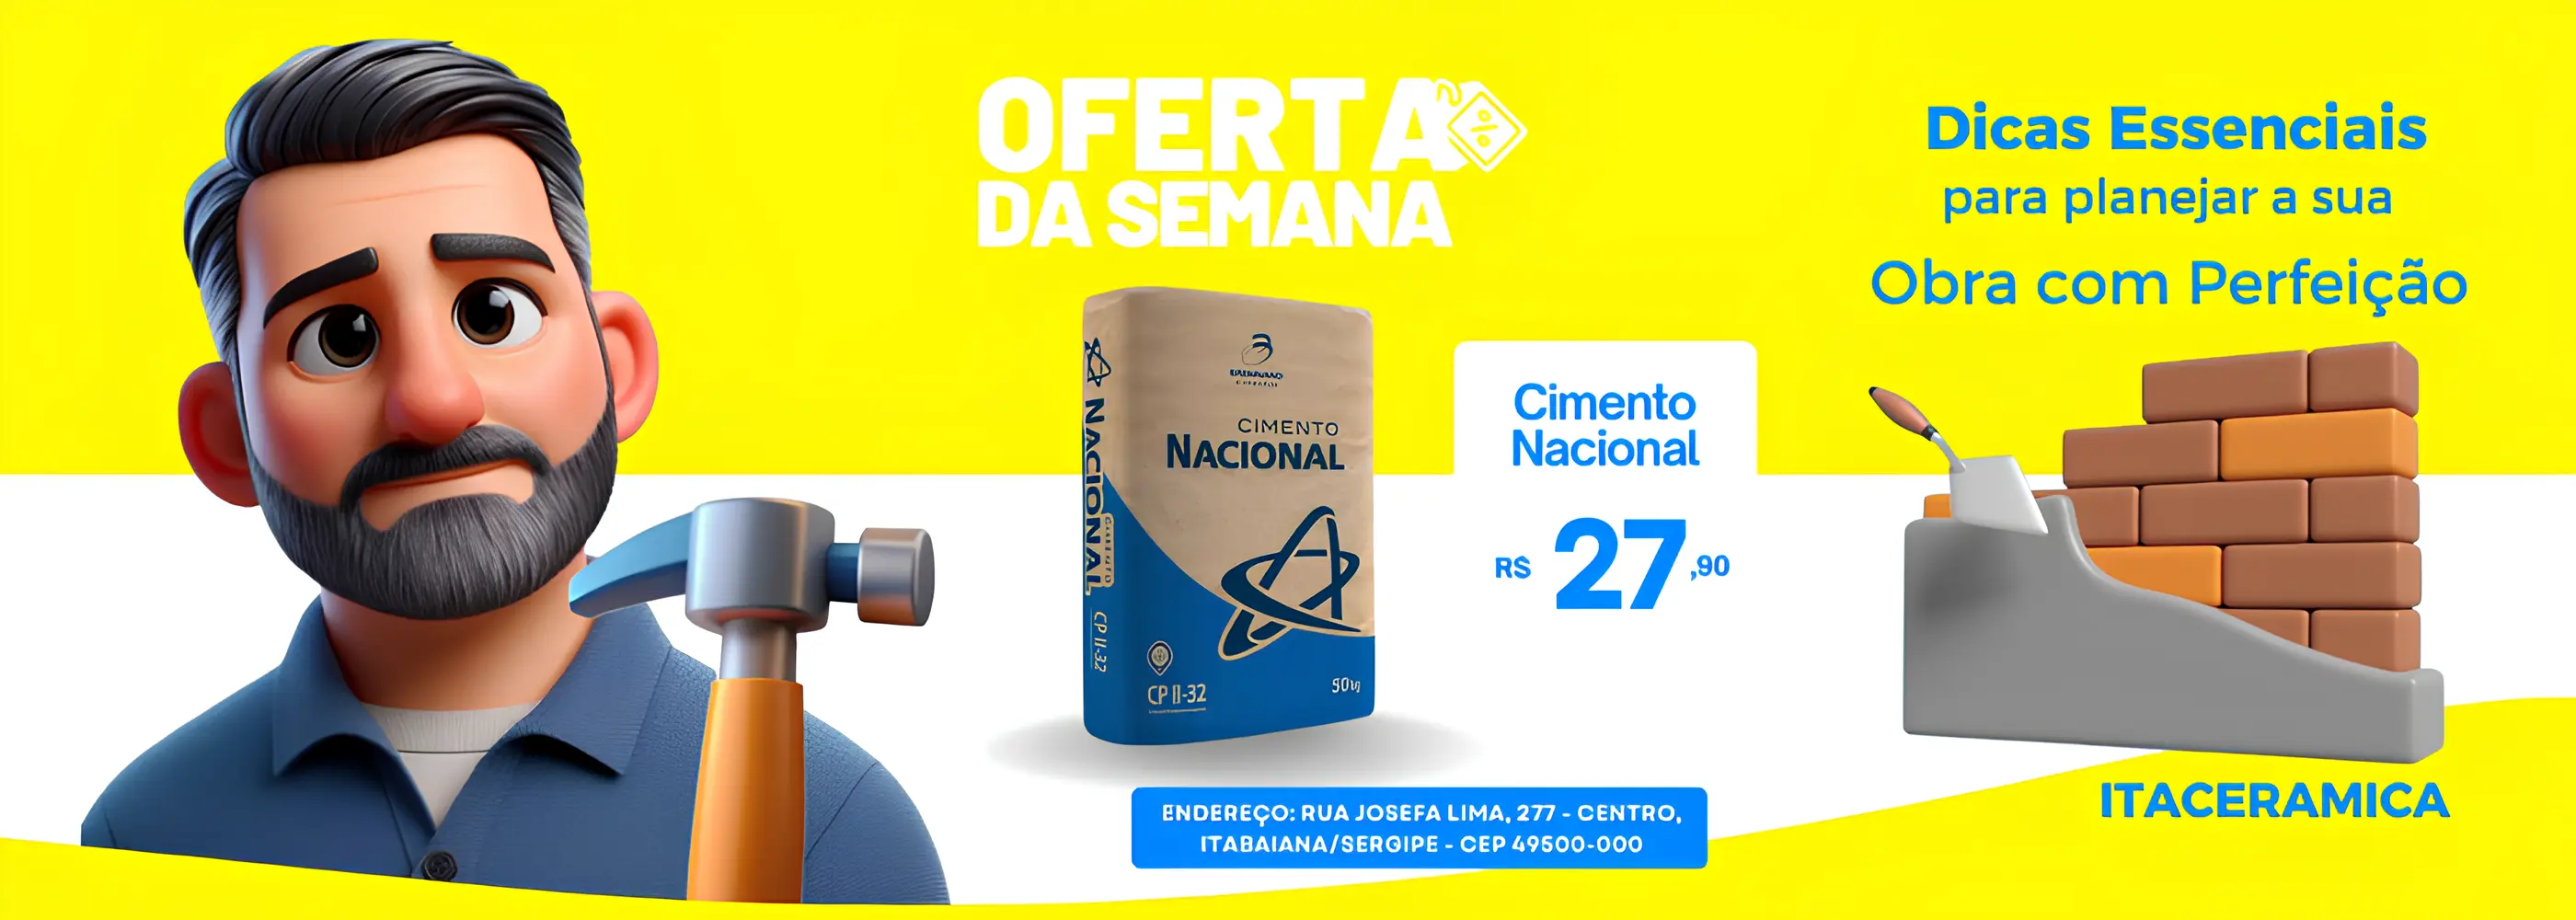 OFERTA
DA SEMANA
CIMENTO
NACIONAL
NACIONAL
CP II-32
CP II-32
50kg
Cimento
Nacional
R$ 27,90
ENDEREÇO: RUA JOSEFA LIMA, 277 - CENTRO,
ITABAIANA/SERGIPE - CEP 49500-000
Dicas Essenciais
para planejar a sua
Obra com Perfeição
ITACERAMICA